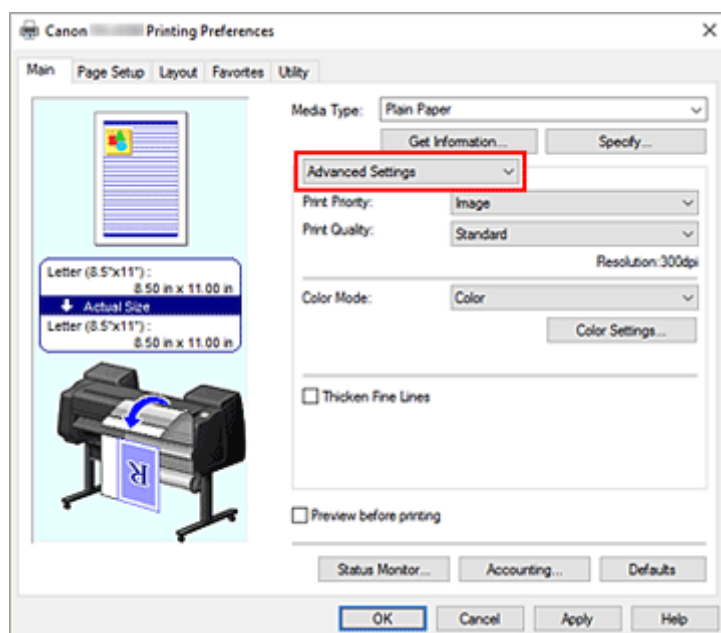 Canon Printing Preferences
Main Page Setup Layout Favorites Utility
Media Type: Plain Paper
Get Information... Specify...
Advanced Settings
Print Priority: Image
Print Quality: Standard
Resolution:300dpi
Letter (8.5"x11") :
8.50 in x 11.00 in
Actual Size
Letter (8.5"x11") :
8.50 in x 11.00 in
Color Mode: Color
Color Settings...
Thicken Fine Lines
R
Preview before printing
Status Monitor... Accounting... Defaults
OK Cancel Apply Help